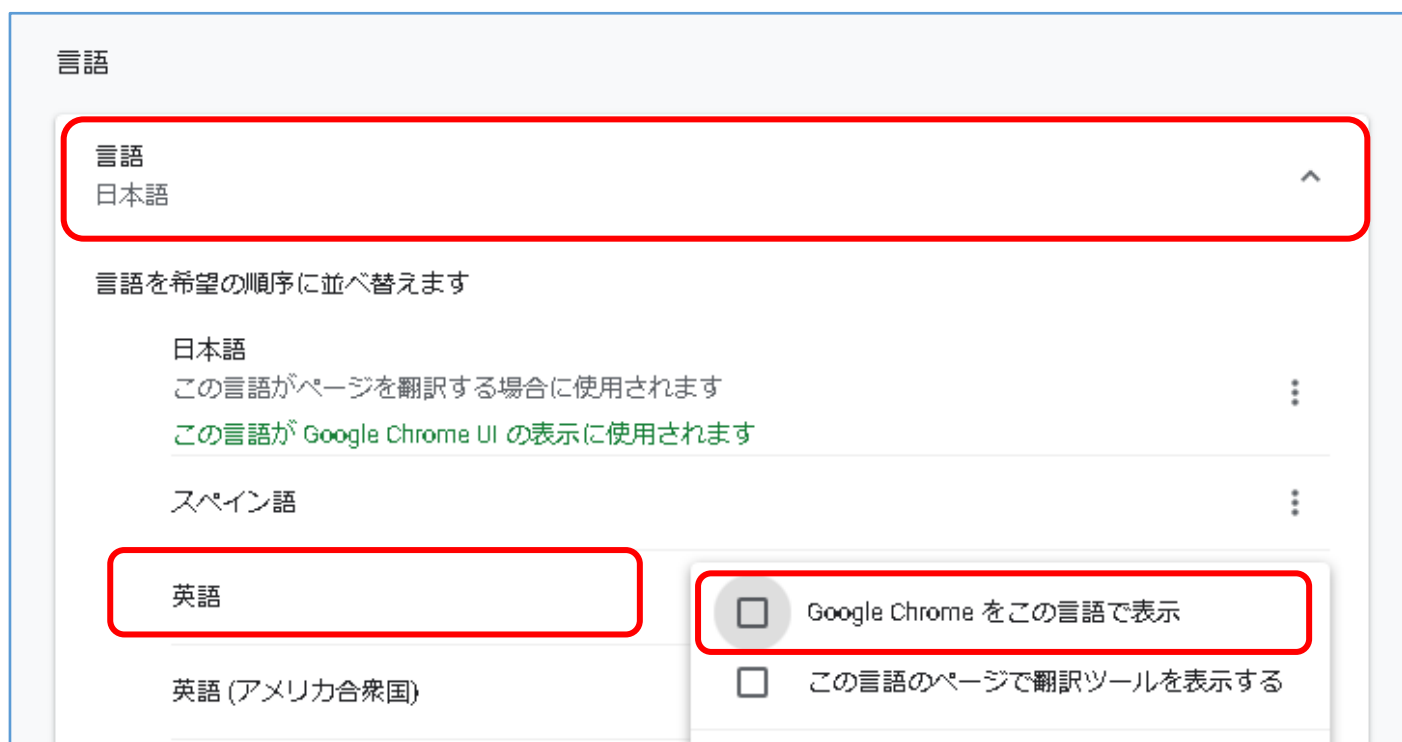 言語
言語
日本語
言語を希望の順序に並べ替えます
日本語
この言語がページを翻訳する場合に使用されます
この言語が Google Chrome UI の表示に使用されます
スペイン語
英語
Google Chrome をこの言語で表示
この言語のページで翻訳ツールを表示する
英語 (アメリカ合衆国)